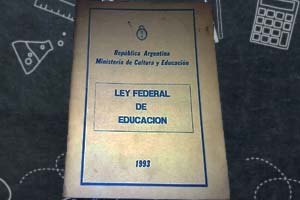 República Argentina
Ministerio de Cultura y Educación
LEY FEDERAL
DE
EDUCACION
1993